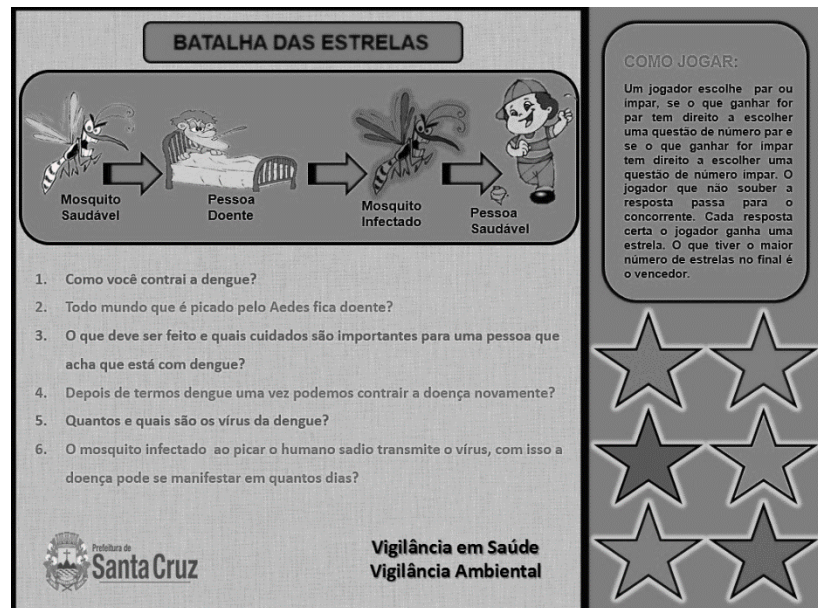 BATALHA DAS ESTRELAS
Mosquito
Saudável
Pessoa
Doente
Mosquito
Infectado
Pessoa
Saudável
1. Como você contrai a dengue?
2. Todo mundo que é picado pelo Aedes fica doente?
3. O que deve ser feito e quais cuidados são importantes para uma pessoa que
acha que está com dengue?
4. Depois de termos dengue uma vez podemos contrair a doença novamente?
5. Quantos e quais são os vírus da dengue?
6. O mosquito infectado ao picar o humano sadio transmite o vírus, com isso a
doença pode se manifestar em quantos dias?
Prefeitura de
Santa Cruz
Vigilância em Saúde
Vigilância Ambiental
COMO JOGAR:
Um jogador escolhe par ou
impar, se o que ganhar for
par tem direito a escolher
uma questão de número par e
se o que ganhar for impar
tem direito a escolher uma
questão de número impar. O
jogador que não souber a
resposta passa para o
concorrente. Cada resposta
certa o jogador ganha uma
estrela. O que tiver o maior
número de estrelas no final é
o vencedor.